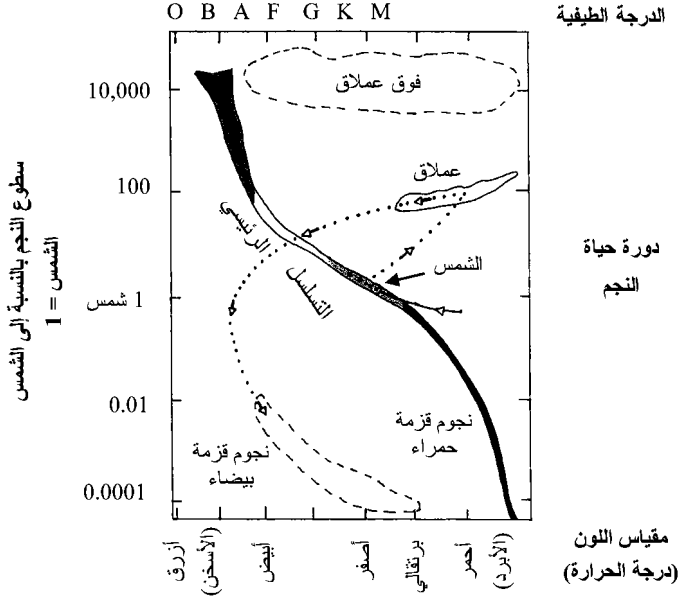 الدرجة الطيفية
O B A F G K M
10,000
100
1 شمس
0.01
0.0001
سطوع النجم بالنسبة إلى الشمس
الشمس = 1
فوق عملاق
عملاق
الرئيسي
التسلسل
الشمس
دورة حياة
النجم
نجوم قزمة
حمراء
نجوم قزمة
بيضاء
أزرق
(الأسخن)
أبيض
أصفر
برتقالي
أحمر
(الأبرد)
مقياس اللون
(درجة الحرارة)